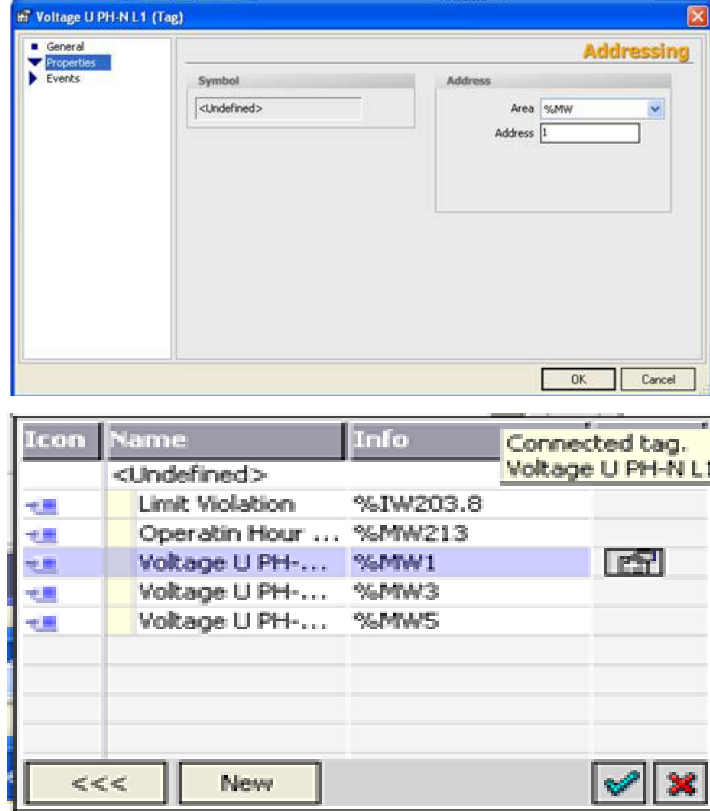 Voltage U PH-N L1 (Tag)
General
Properties
Events
Addressing
Symbol
<Undefined>
Address
Area %MW
Address 1
OK Cancel
Icon Name Info
Connected tag.
Voltage U PH-N L1
<Undefined>
Limit Violation %IW203.8
Operatin Hour ... %MW213
Voltage U PH-... %MW1
Voltage U PH-... %MW3
Voltage U PH-... %MW5
<<< New